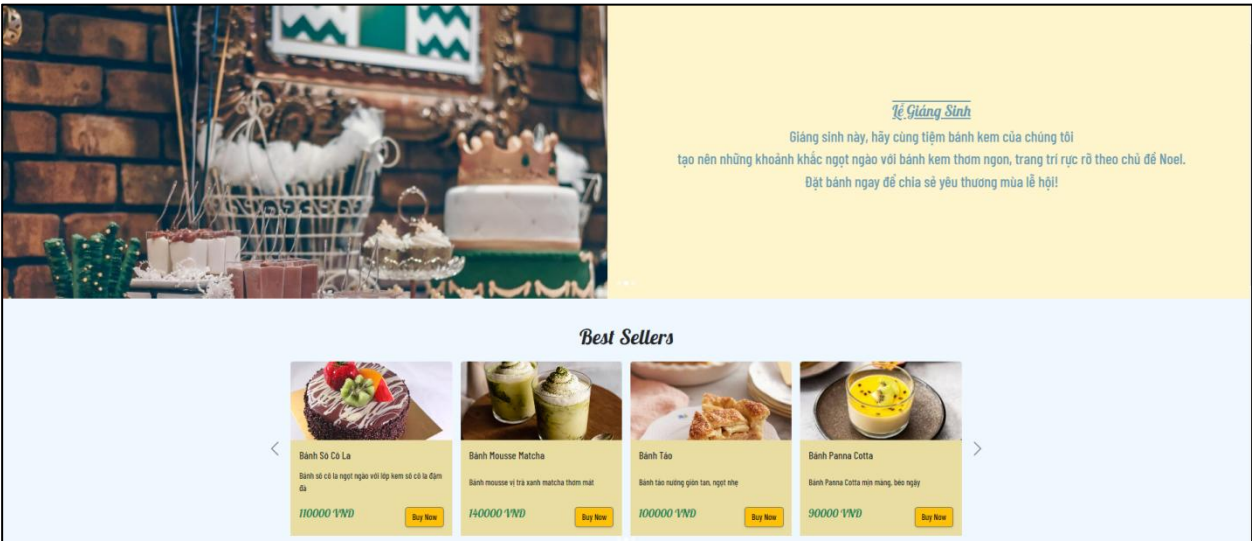 Lễ Giáng Sinh
Giáng sinh này, hãy cùng tiệm bánh kem của chúng tôi
tạo nên những khoảnh khắc ngọt ngào với bánh kem thơm ngon, trang trí rực rỡ theo chủ đề Noel.
Đặt bánh ngay để chia sẻ yêu thương mùa lễ hội!
Best Sellers
Bánh Sô Cô La
Bánh sô cô la ngọt ngào với lớp kem sô cô la đậm
đà
110000 VND
Buy Now
Bánh Mousse Matcha
Bánh mousse vị trà xanh matcha thơm mát
140000 VND
Buy Now
Bánh Táo
Bánh táo nướng giòn tan, ngọt nhẹ
100000 VND
Buy Now
Bánh Panna Cotta
Bánh Panna Cotta mịn màng, béo ngậy
90000 VND
Buy Now